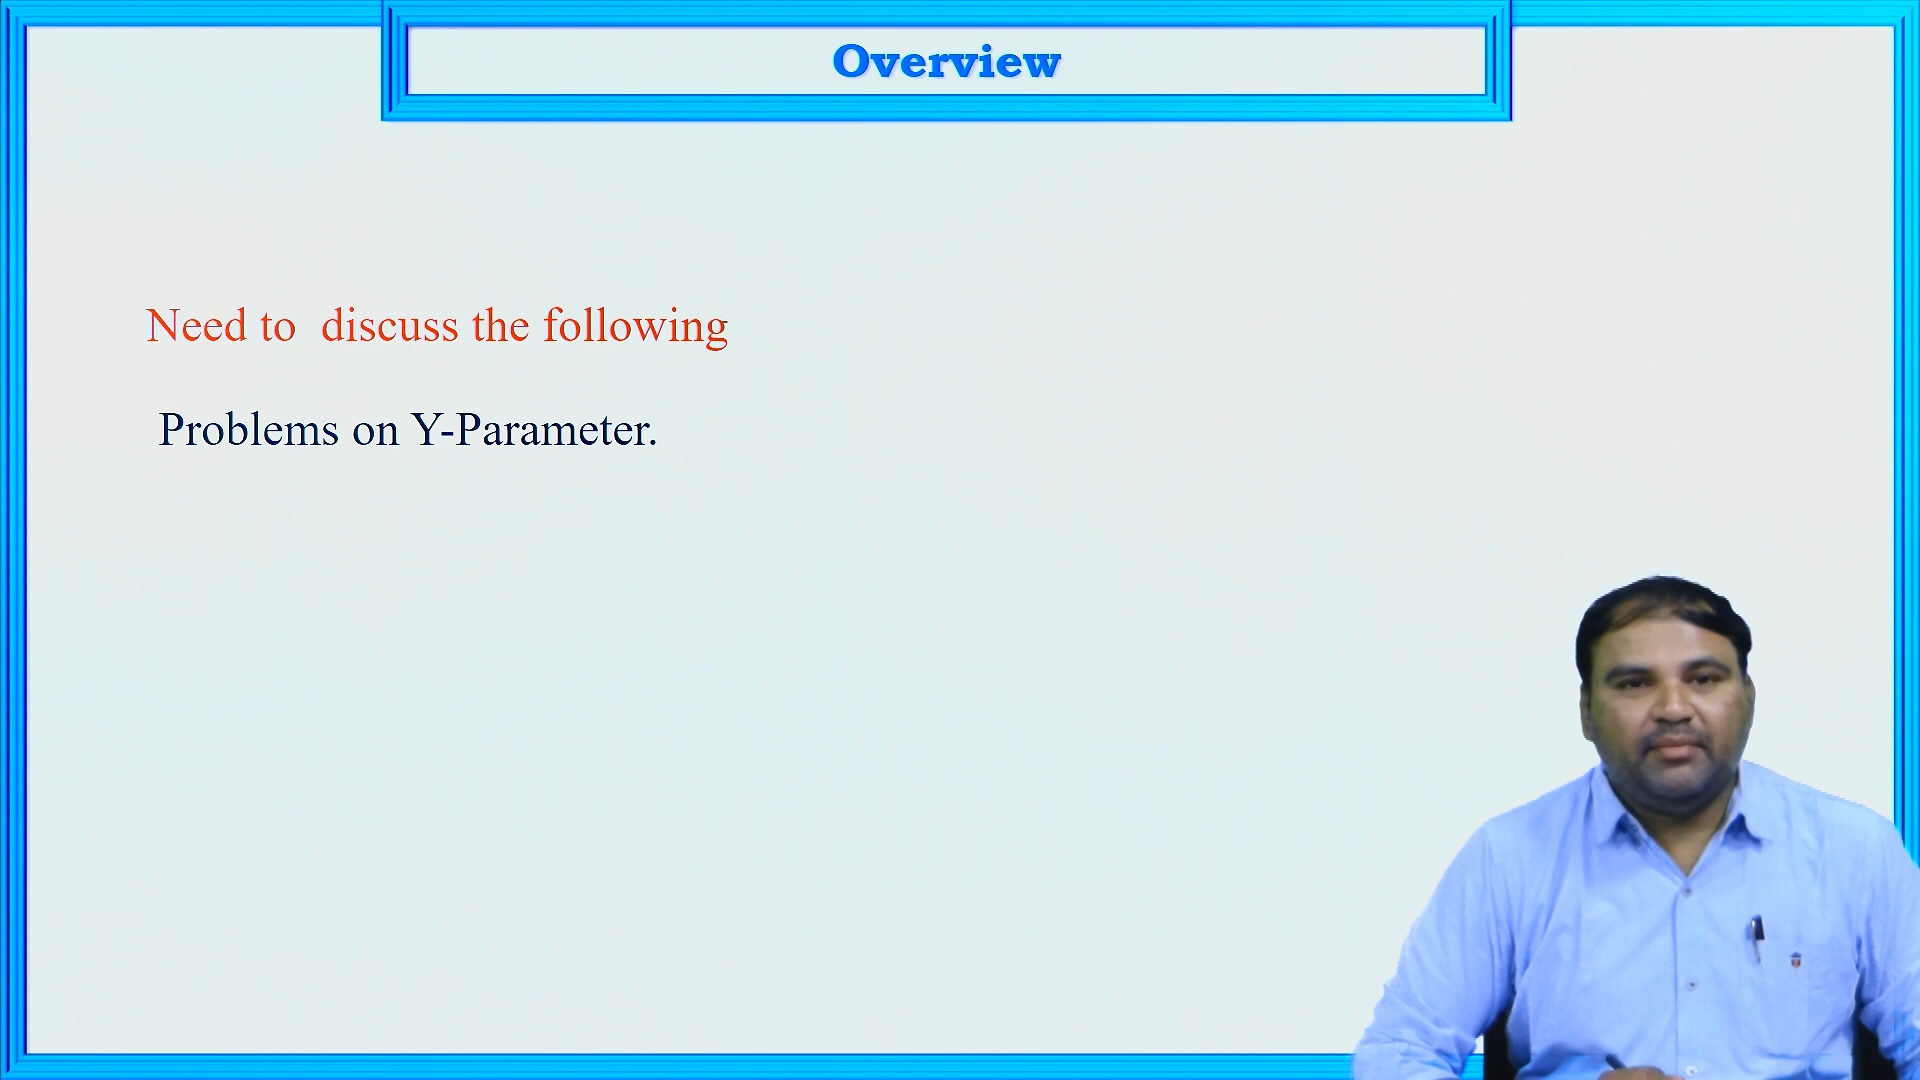 Overview
Need to discuss the following
Problems on Y-Parameter.